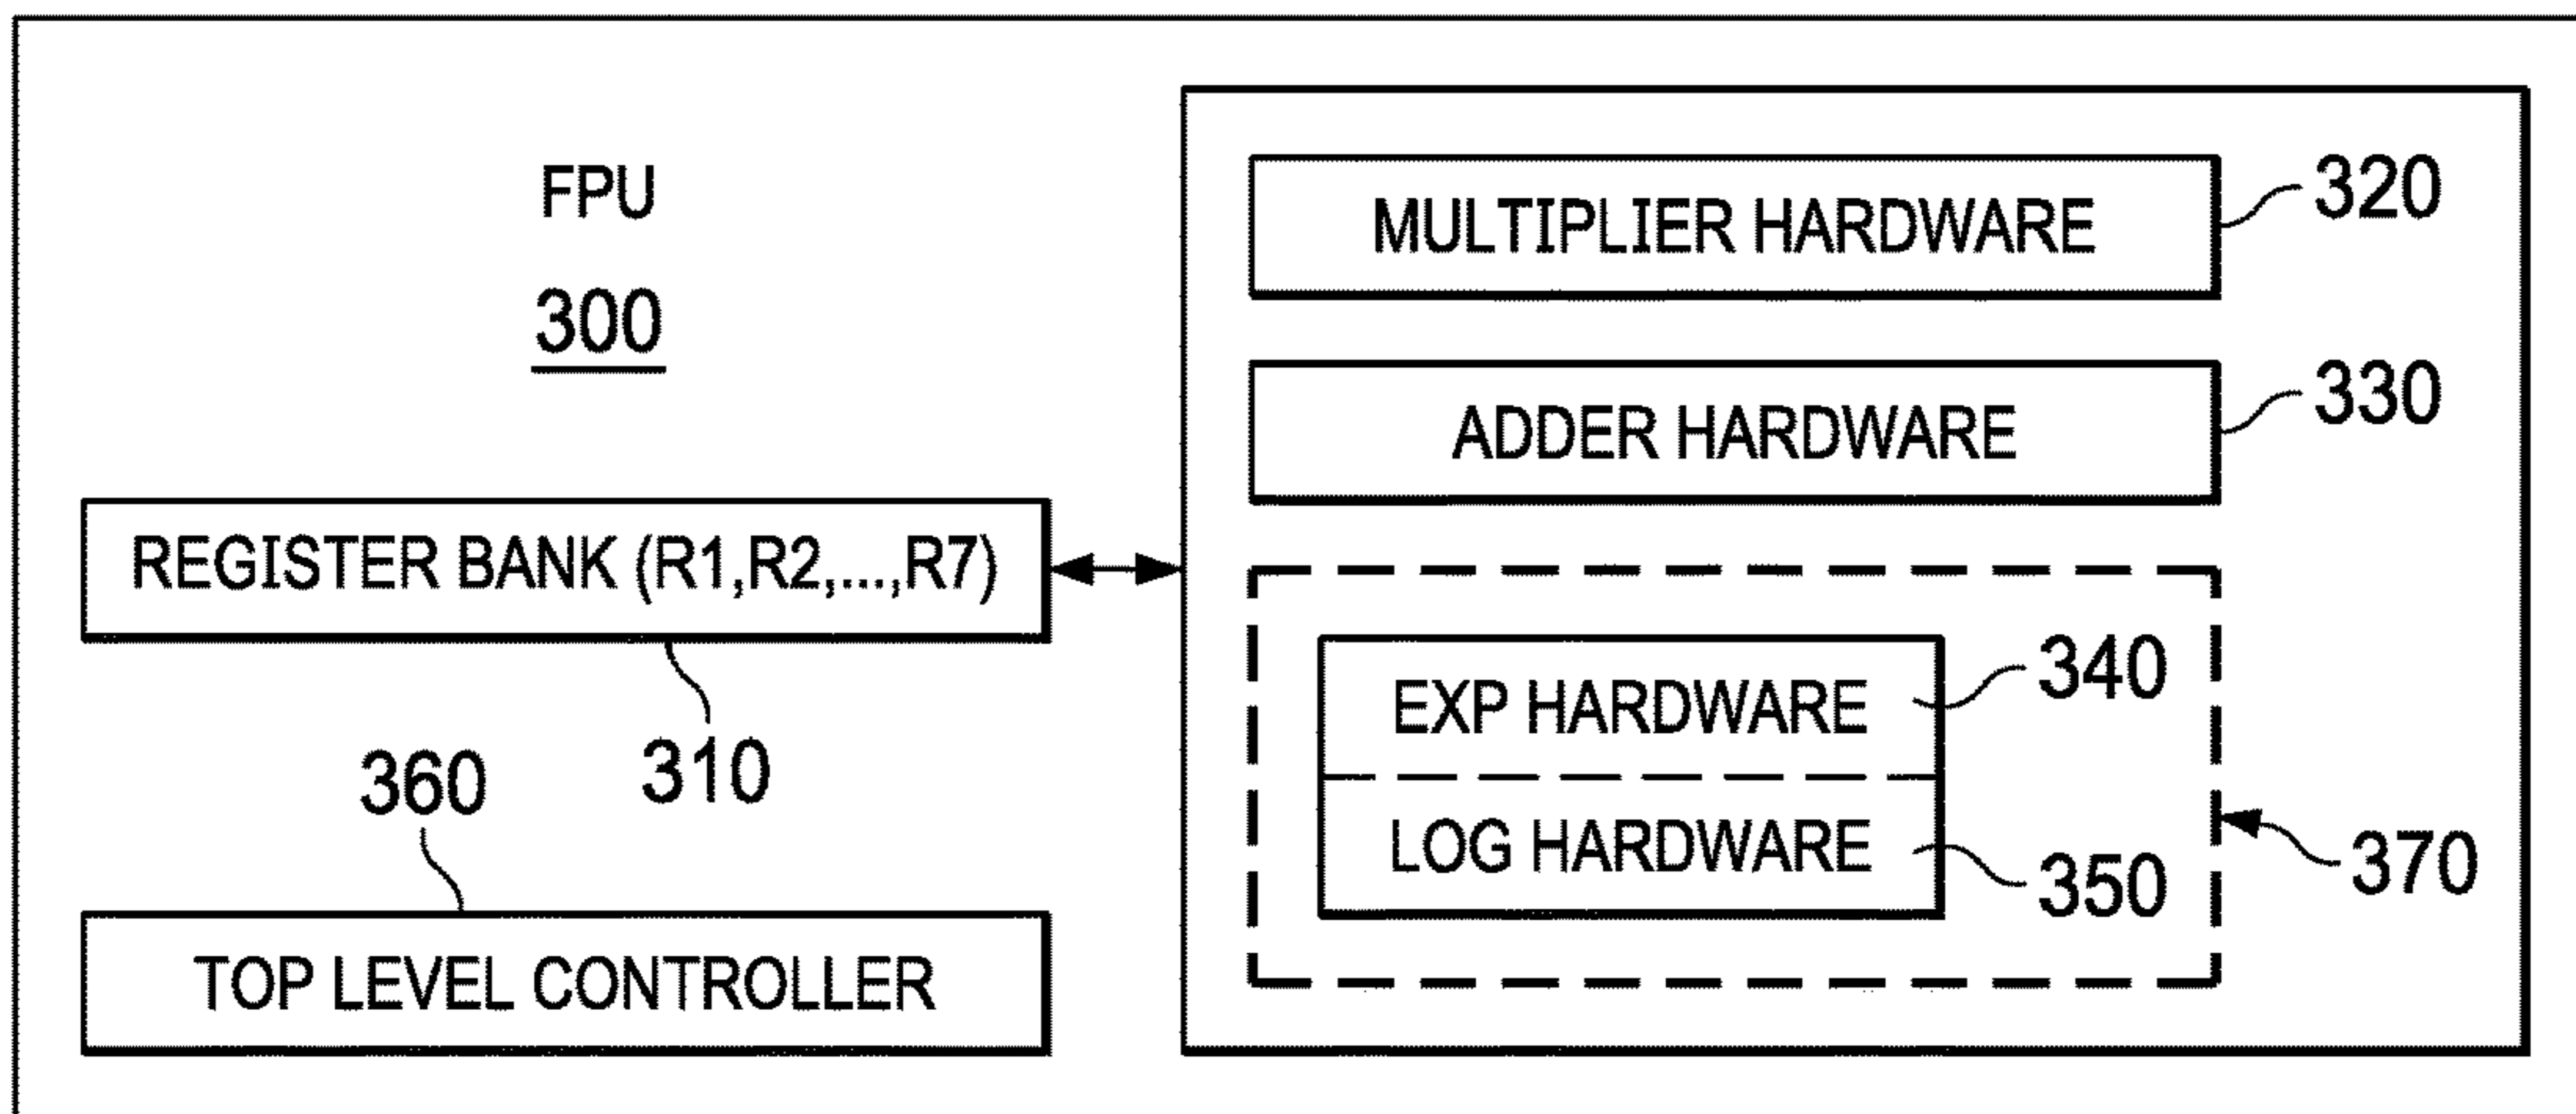 FPU
300
REGISTER BANK (R1,R2,...,R7)
310
360
TOP LEVEL CONTROLLER
MULTIPLIER HARDWARE
320
ADDER HARDWARE
330
EXP HARDWARE
340
LOG HARDWARE
350
370